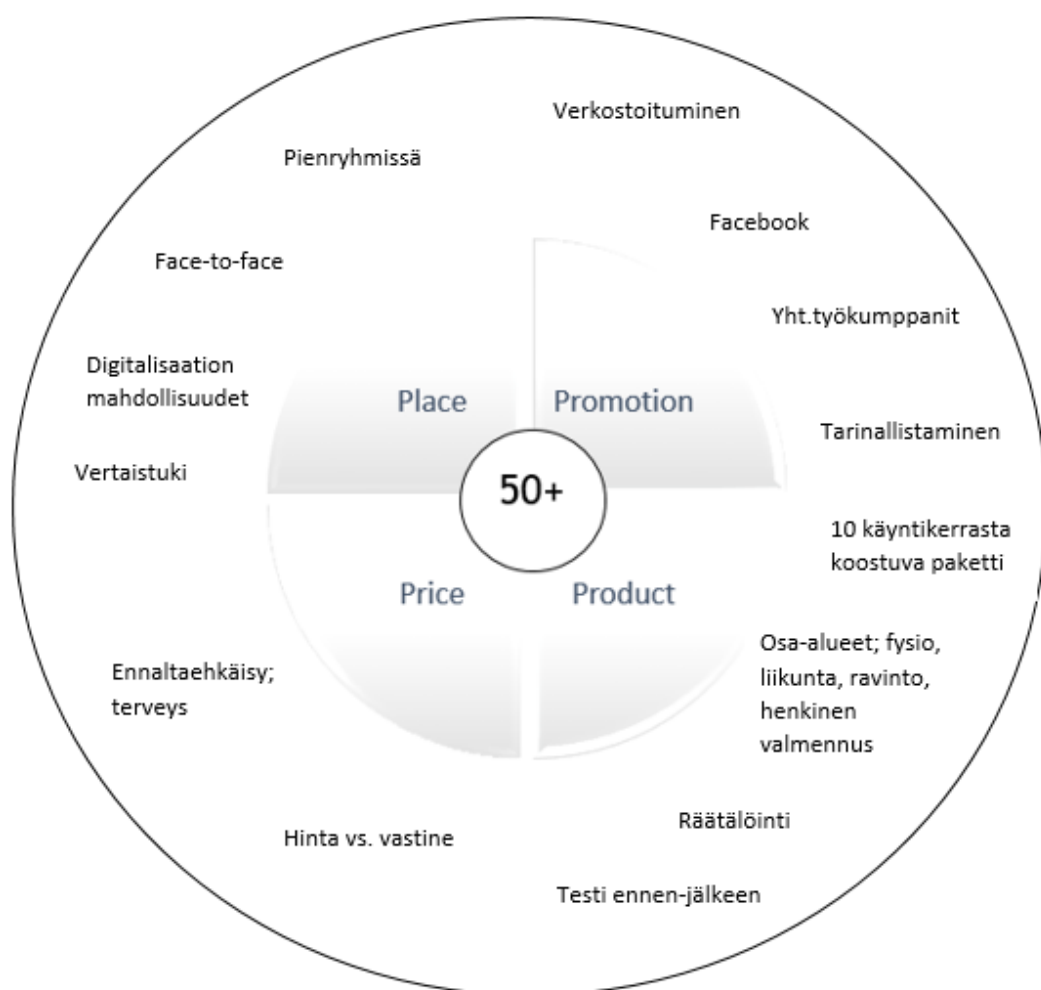 Verkostoituminen
Pienryhmissä
Facebook
Face-to-face
Yht.työkumppanit
Digitalisaation
mahdollisuudet
Place
Promotion
Tarinallistaminen
Vertaistuki
50+
10 käyntikerrasta
koostuva paketti
Price
Product
Osa-alueet; fysio,
liikunta, ravinto,
henkinen
valmennus
Ennaltaehkäisy;
terveys
Räätälöinti
Hinta vs. vastine
Testi ennen-jälkeen